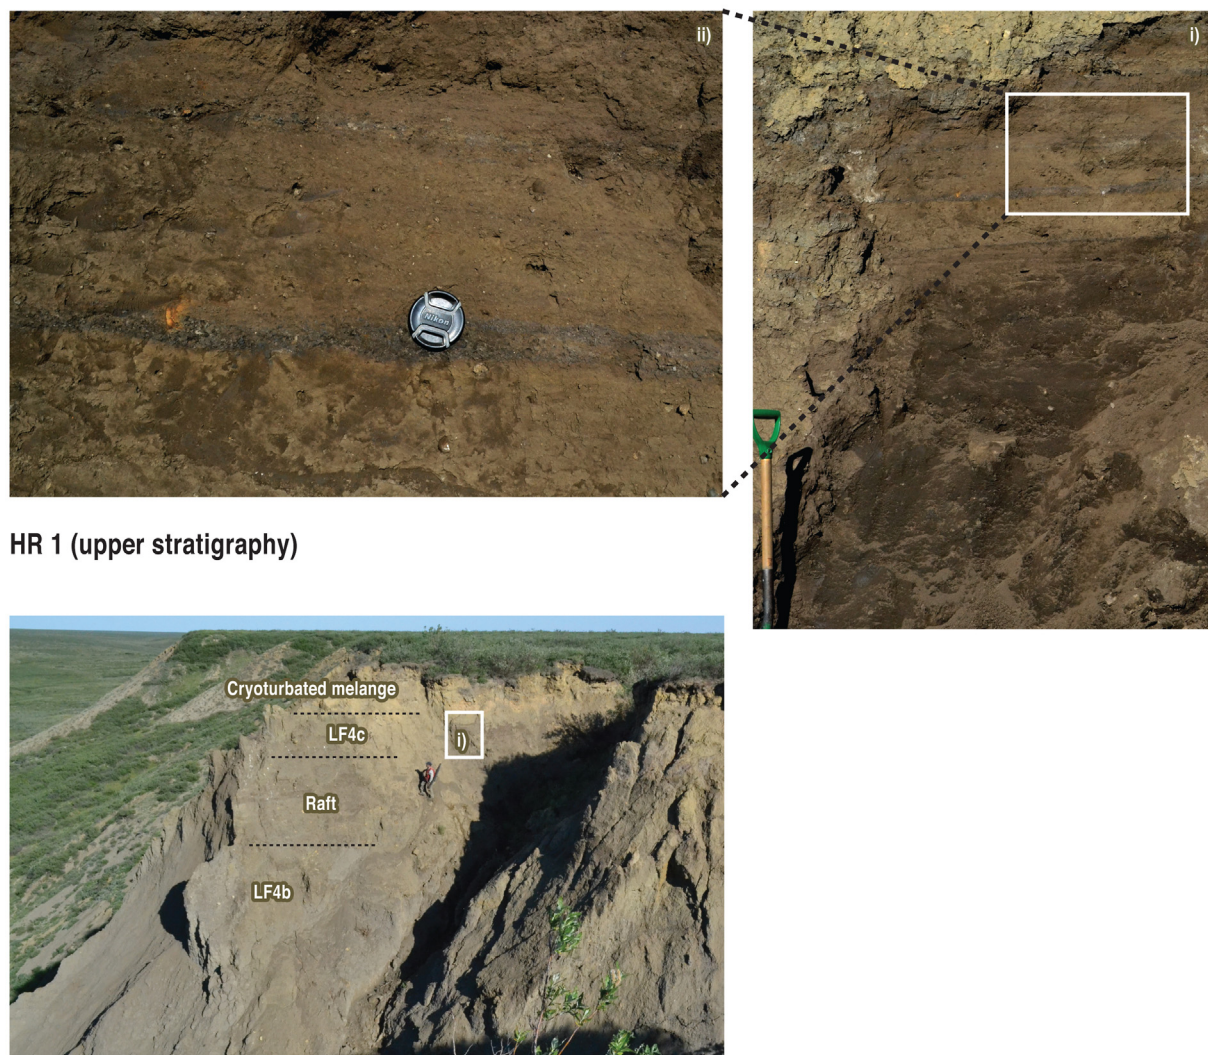 ii)
i)
Nikon
HR 1 (upper stratigraphy)
Cryoturbated melange
LF4c
i)
Raft
LF4b